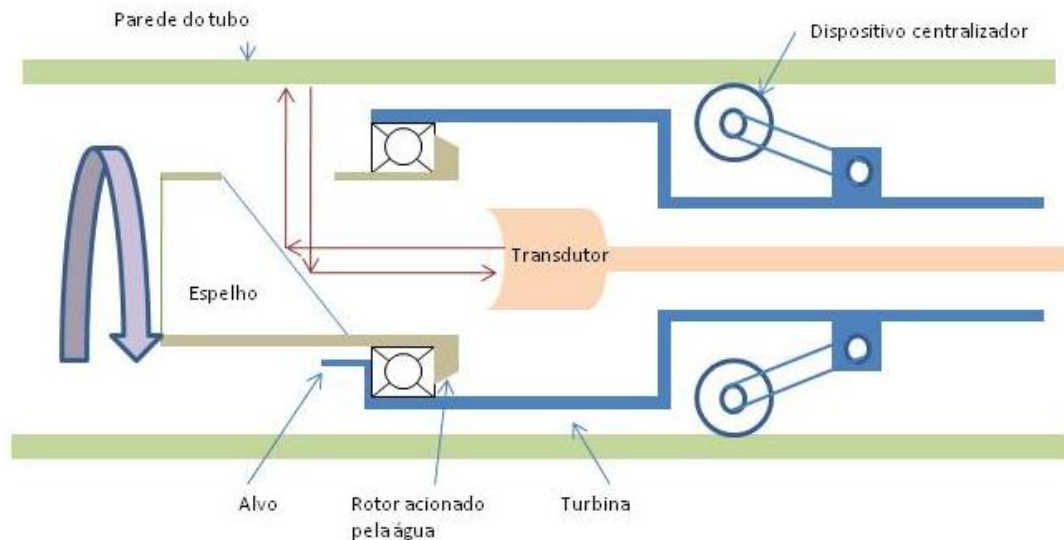 Parede do tubo
Dispositivo centralizador
Transdutor
Espelho
Alvo
Rotor acionado
pela água
Turbina